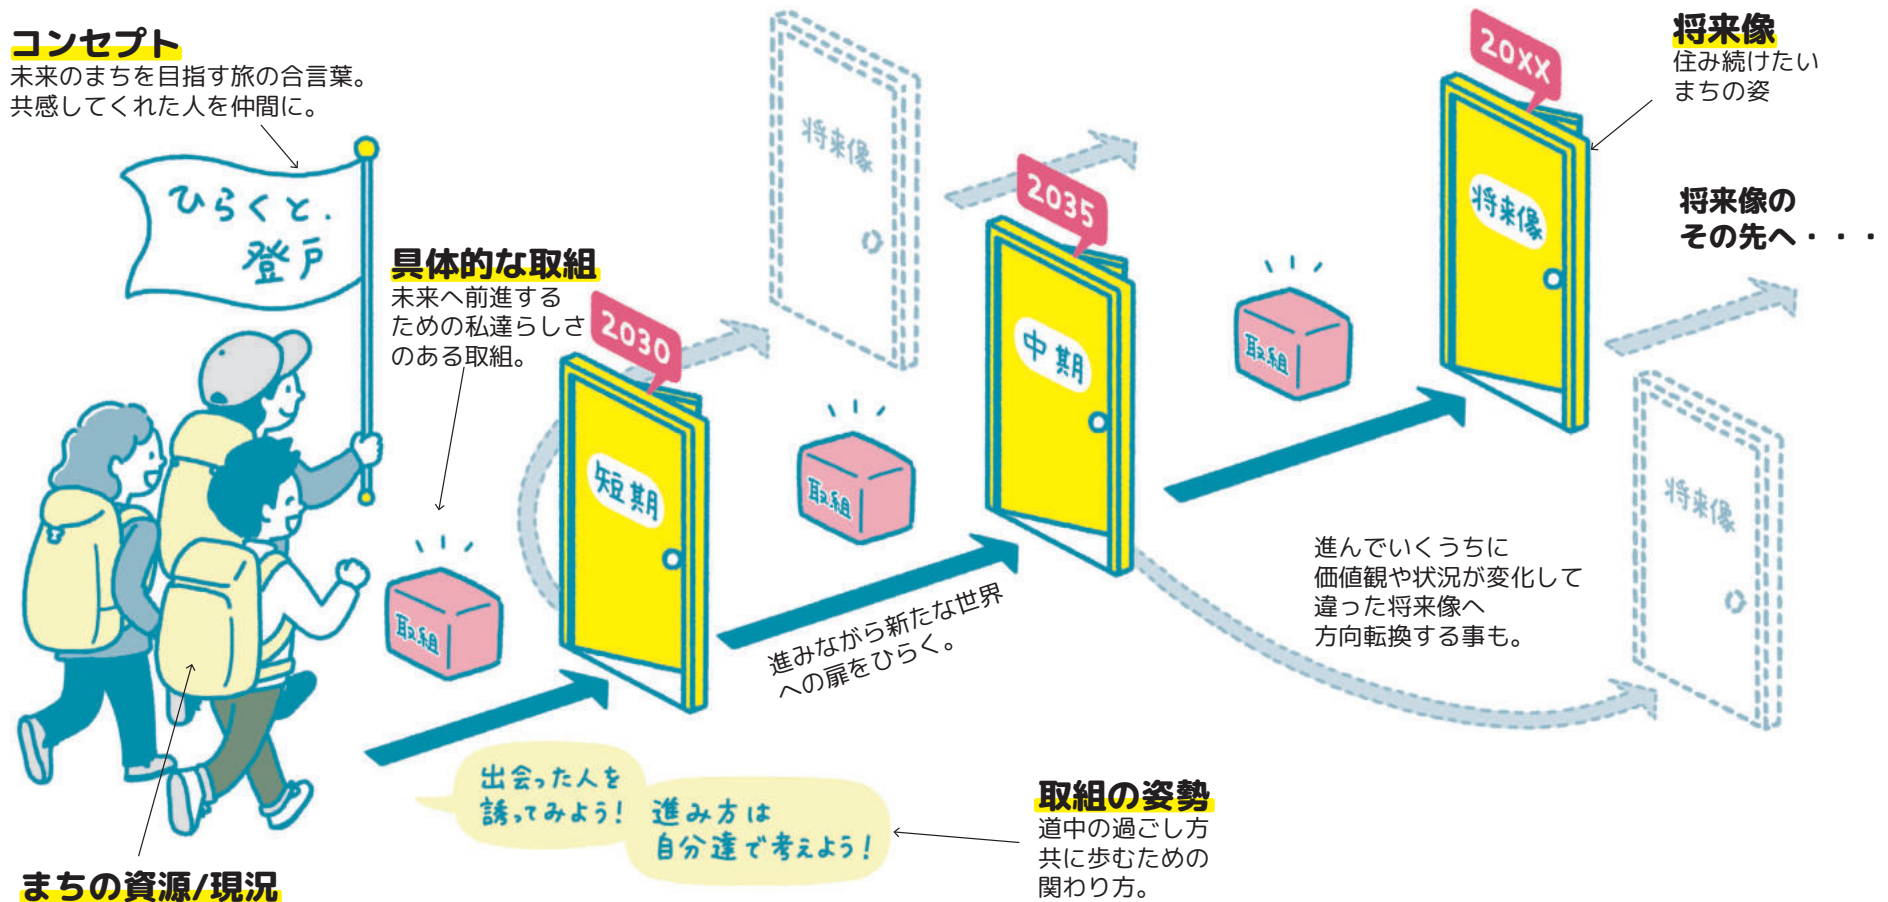 コンセプト
未来のまちを目指す旅の合言葉。
共感してくれた人を仲間に。
ひらくと、
登戸
具体的な取組
未来へ前進する
ための私達らしさ
のある取組。
取組
2030
短期
将来像
取組
進みながら新たな世界
への扉をひらく。
2035
中期
取組
20XX
将来像
将来像
住み続けたい
まちの姿
将来像の
その先へ・・・
進んでいくうちに
価値観や状況が変化して
違った将来像へ
方向転換する事も。
将来像
出会った人を
誘ってみよう!
進み方は
自分達で考えよう!
取組の姿勢
道中の過ごし方
共に歩むための
関わり方。
まちの資源/現況